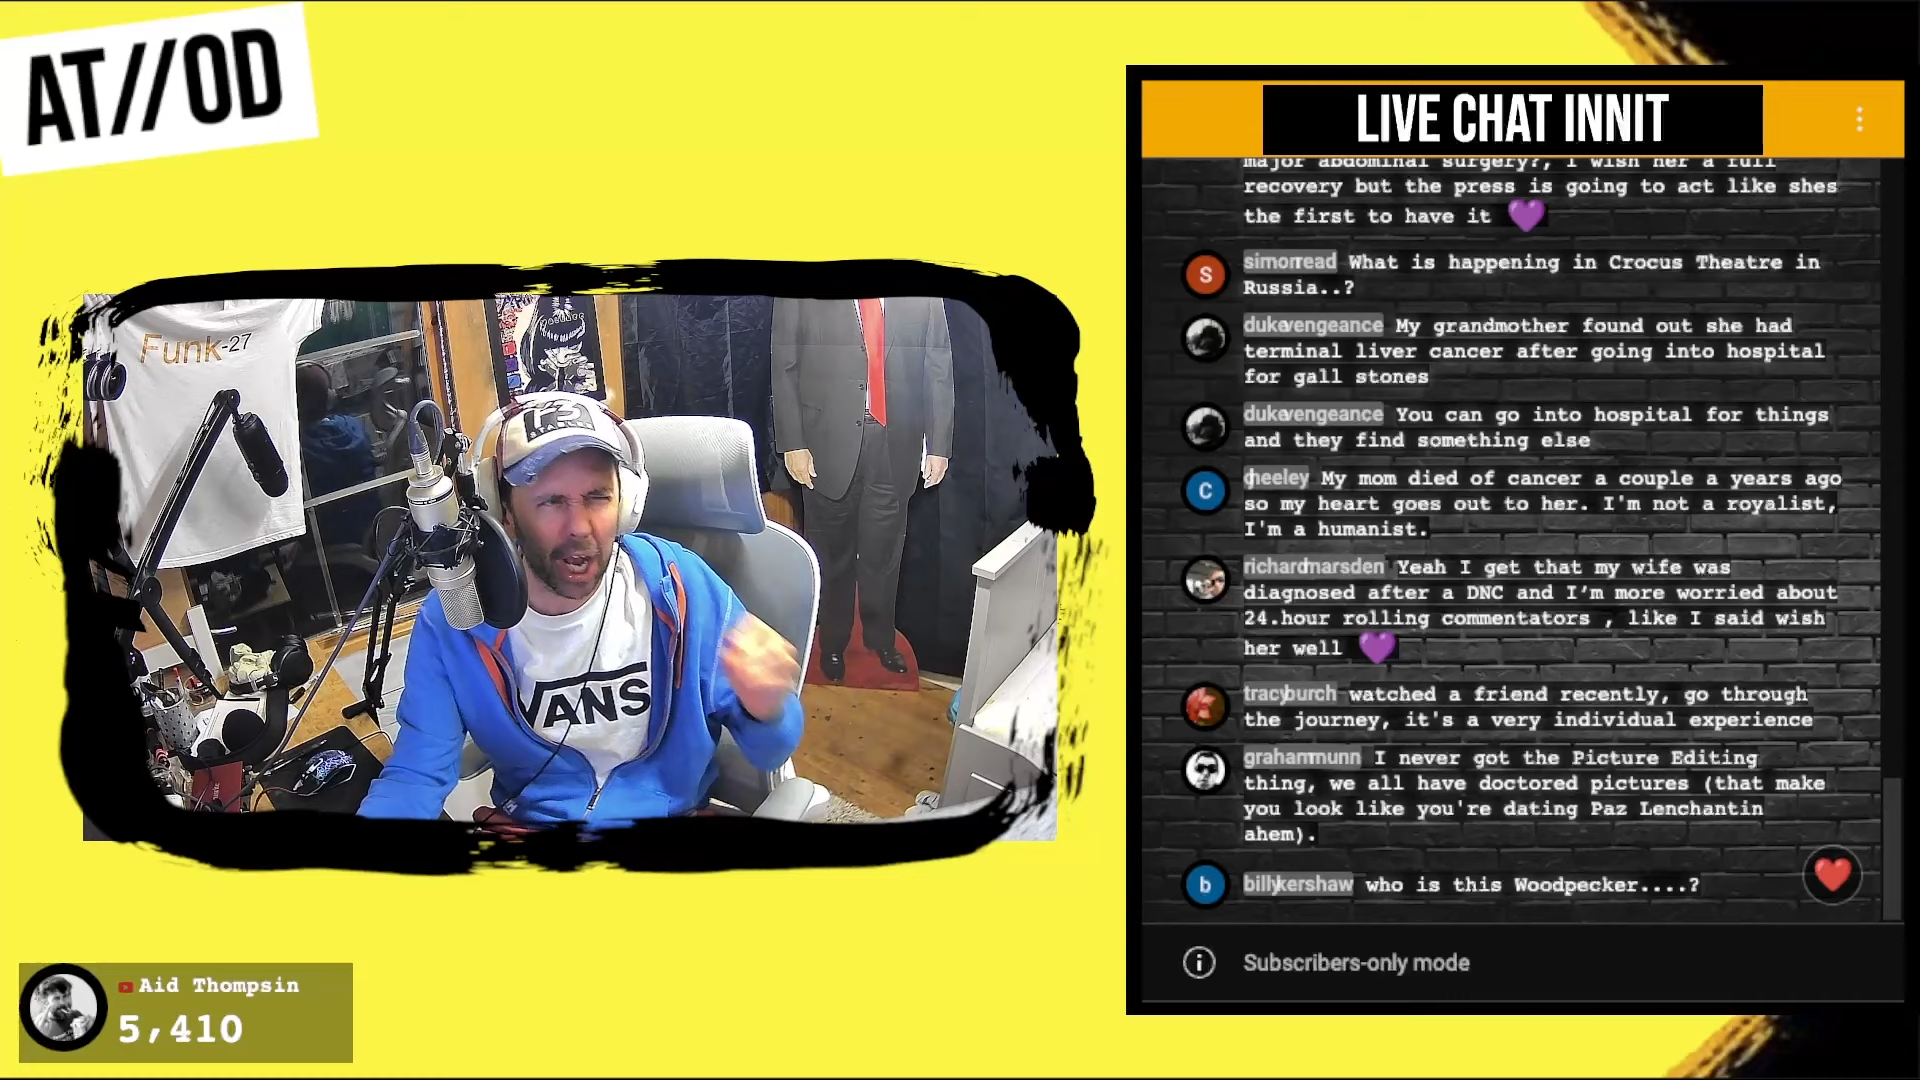 AT//OD
LIVE CHAT INNIT
major abdominal surgery?, I wish her a full
recovery but the press is going to act like shes
the first to have it 💜
S
simonread What is happening in Crocus Theatre in
Russia..?
dukevengeance My grandmother found out she had
terminal liver cancer after going into hospital
for gall stones
dukevengeance You can go into hospital for things
and they find something else
C
cheeley My mom died of cancer a couple a years ago
so my heart goes out to her. I'm not a royalist,
I'm a humanist.
richardmarsden Yeah I get that my wife was
diagnosed after a DNC and I’m more worried about
24.hour rolling commentators , like I said wish
her well 💜
tracyburch watched a friend recently, go through
the journey, it's a very individual experience
grahammunn I never got the Picture Editing
thing, we all have doctored pictures (that make
you look like you're dating Paz Lenchantin
ahem).
b
billykershaw who is this Woodpecker....?
Subscribers-only mode
Funk-27
VANS
Aid Thompsin
5,410